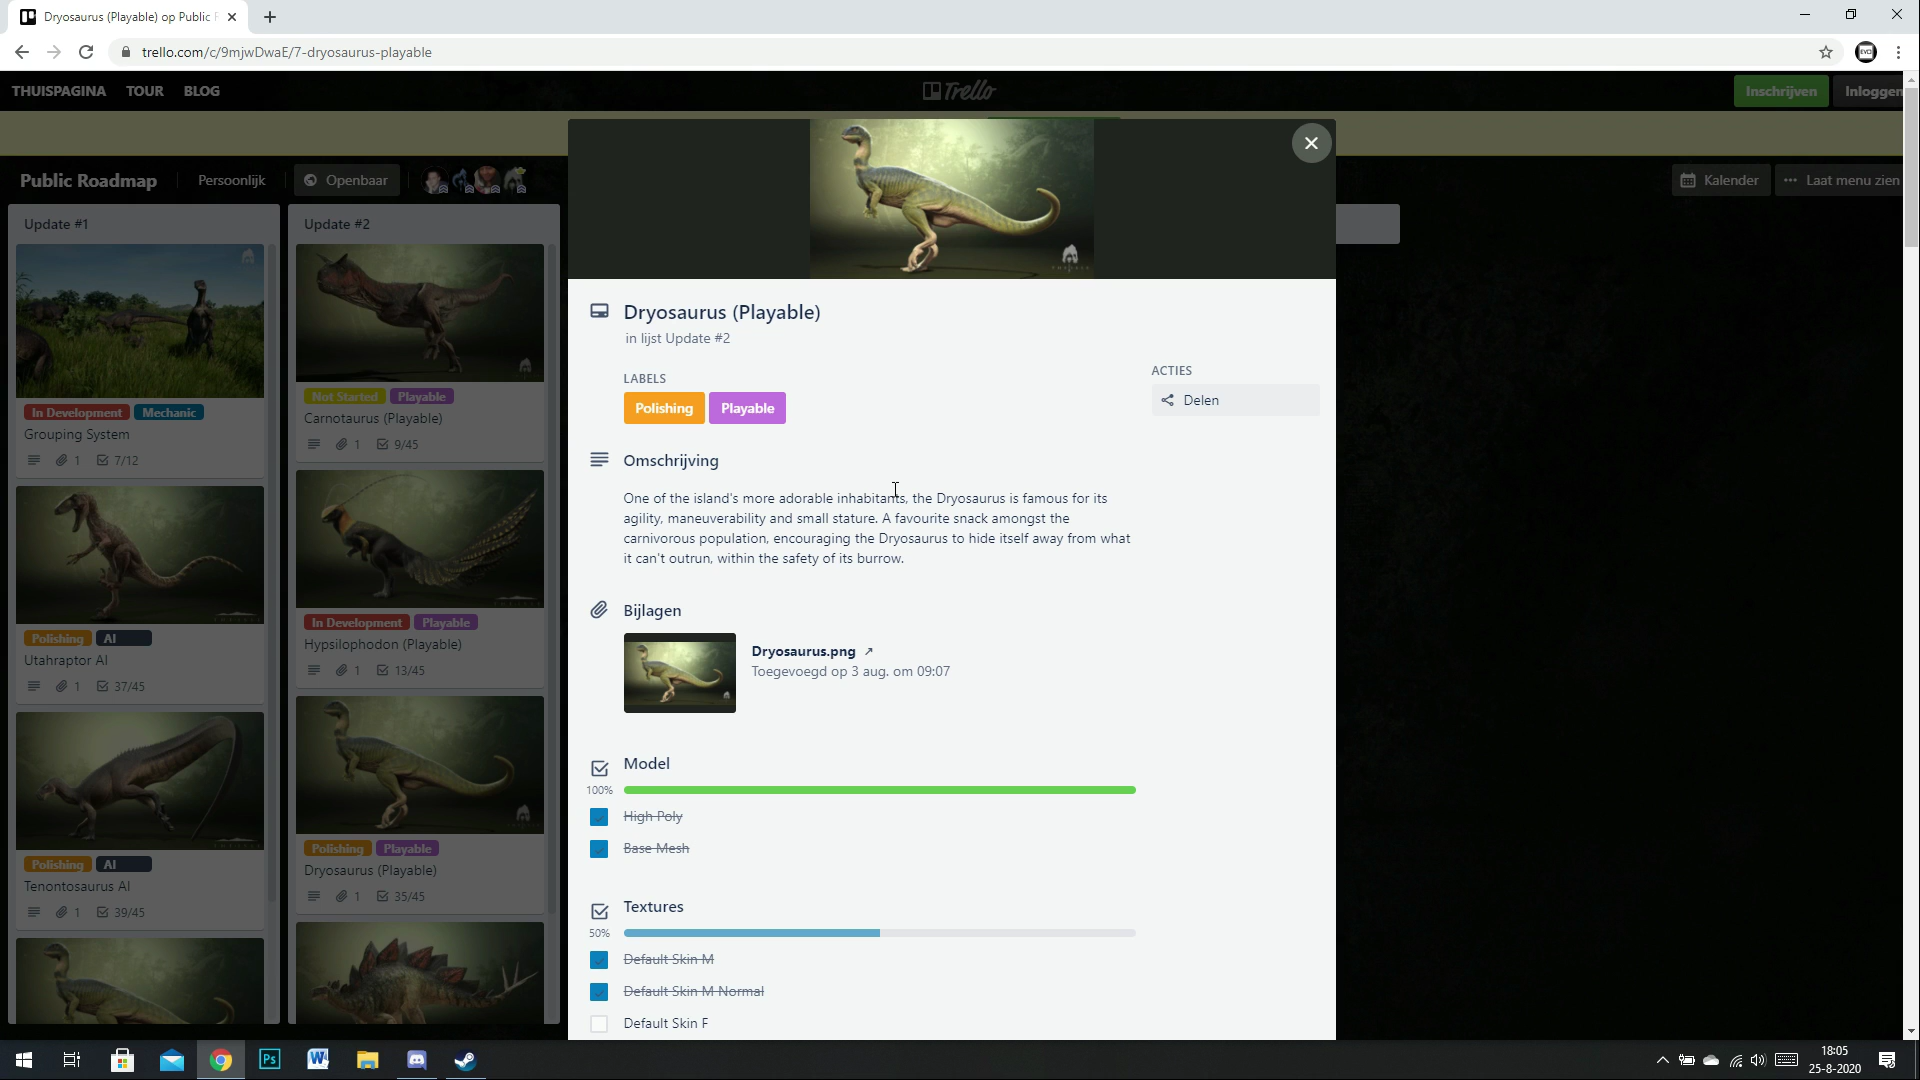 Dryosaurus (Playable) op Public
trello.com/c/9mjwDwaE/7-dryosaurus-playable
THUISPAGINA TOUR BLOG
Trello
Inschrijven Inloggen
Public Roadmap Persoonlijk Openbaar
Kalender ··· Laat menu zien
Update #1
In Development Mechanic
Grouping System
1 7/12
Polishing AI
Utahraptor AI
1 37/45
Polishing AI
Tenontosaurus AI
1 39/45
Update #2
Not Started Playable
Carnotaurus (Playable)
1 9/45
In Development Playable
Hypsilophodon (Playable)
1 13/45
Polishing Playable
Dryosaurus (Playable)
1 35/45
Dryosaurus (Playable)
in lijst Update #2
LABELS
Polishing Playable
ACTIES
Delen
Omschrijving
One of the island's more adorable inhabitants, the Dryosaurus is famous for its
agility, maneuverability and small stature. A favourite snack amongst the
carnivorous population, encouraging the Dryosaurus to hide itself away from what
it can't outrun, within the safety of its burrow.
Bijlagen
Dryosaurus.png ↗
Toegevoegd op 3 aug. om 09:07
Model
100%
High Poly
Base Mesh
Textures
50%
Default Skin M
Default Skin M Normal
Default Skin F
Ps
W
18:05
25-8-2020